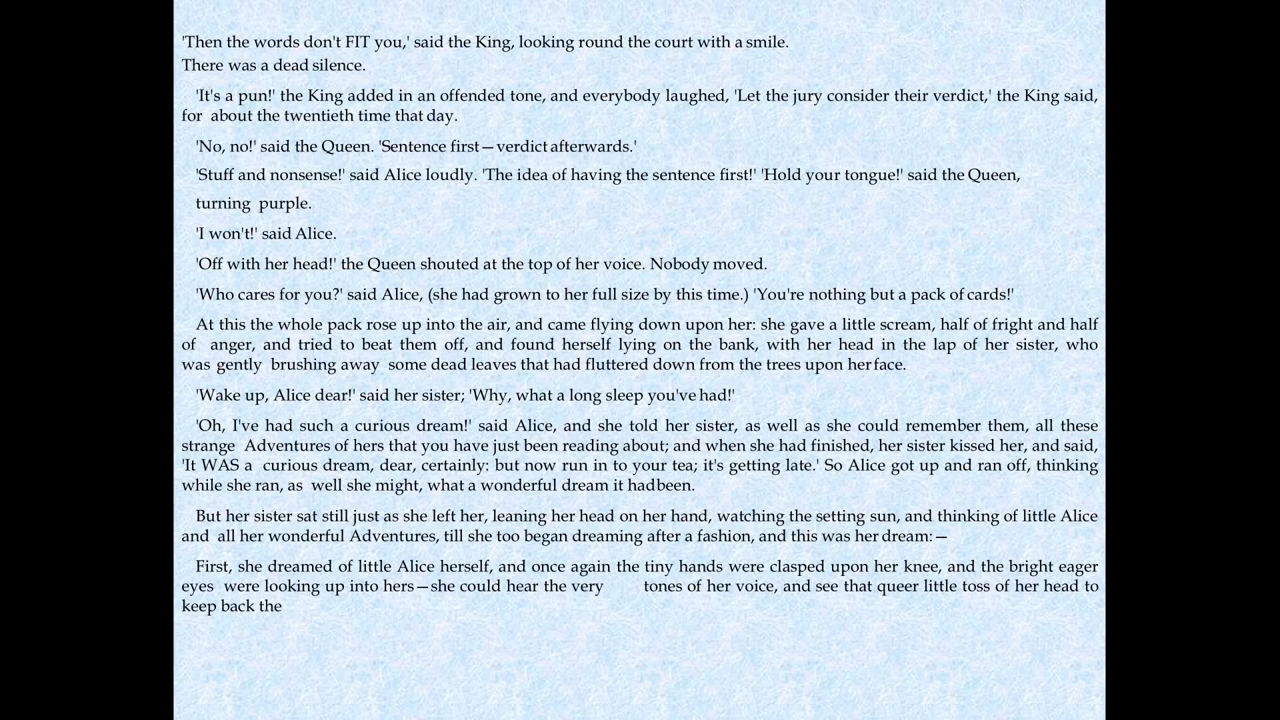 'Then the words don't FIT you,' said the King, looking round the court with a smile.
There was a dead silence.
'It's a pun!' the King added in an offended tone, and everybody laughed, 'Let the jury consider their verdict,' the King said,
for about the twentieth time that day.
'No, no!' said the Queen. 'Sentence first—verdict afterwards.'
'Stuff and nonsense!' said Alice loudly. 'The idea of having the sentence first!' 'Hold your tongue!' said the Queen,
turning purple.
'I won't!' said Alice.
'Off with her head!' the Queen shouted at the top of her voice. Nobody moved.
'Who cares for you?' said Alice, (she had grown to her full size by this time.) 'You're nothing but a pack of cards!'
At this the whole pack rose up into the air, and came flying down upon her: she gave a little scream, half of fright and half
of anger, and tried to beat them off, and found herself lying on the bank, with her head in the lap of her sister, who
was gently brushing away some dead leaves that had fluttered down from the trees upon herface.
'Wake up, Alice dear!' said her sister; 'Why, what a long sleep you've had!'
'Oh, I've had such a curious dream!' said Alice, and she told her sister, as well as she could remember them, all these
strange Adventures of hers that you have just been reading about; and when she had finished, her sister kissed her, and said,
'It WAS a curious dream, dear, certainly: but now run in to your tea; it's getting late.' So Alice got up and ran off, thinking
while she ran, as well she might, what a wonderful dream it hadbeen.
But her sister sat still just as she left her, leaning her head on her hand, watching the setting sun, and thinking of little Alice
and all her wonderful Adventures, till she too began dreaming after a fashion, and this was her dream:—
First, she dreamed of little Alice herself, and once again the tiny hands were clasped upon her knee, and the bright eager
eyes were looking up into hers—she could hear the very tones of her voice, and see that queer little toss of her head to
keep back the